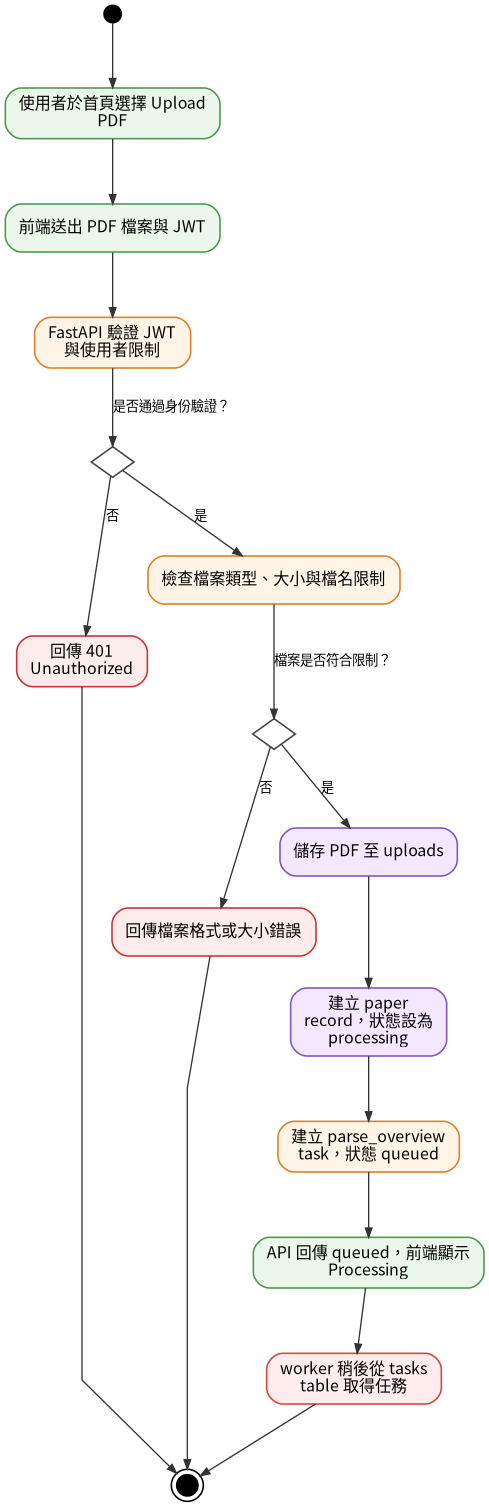 使用者於首頁選擇 Upload
PDF
前端送出 PDF 檔案與 JWT
FastAPI 驗證 JWT
與使用者限制
是否通過身份驗證？
否
是
檢查檔案類型、大小與檔名限制
回傳 401
Unauthorized
檔案是否符合限制？
否
是
儲存 PDF 至 uploads
回傳檔案格式或大小錯誤
建立 paper
record，狀態設為
processing
建立 parse_overview
task，狀態 queued
API 回傳 queued，前端顯示
Processing
worker 稍後從 tasks
table 取得任務